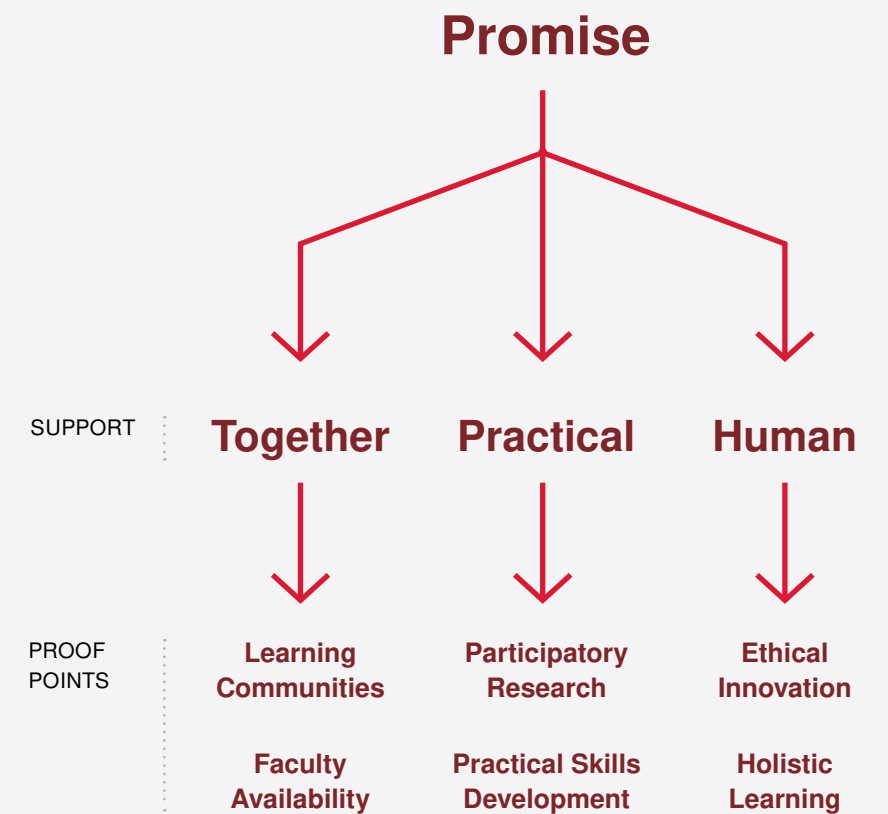 Promise
SUPPORT
Together
Practical
Human
PROOF
POINTS
Learning
Communities
Participatory
Research
Ethical
Innovation
Faculty
Availability
Practical Skills
Development
Holistic
Learning